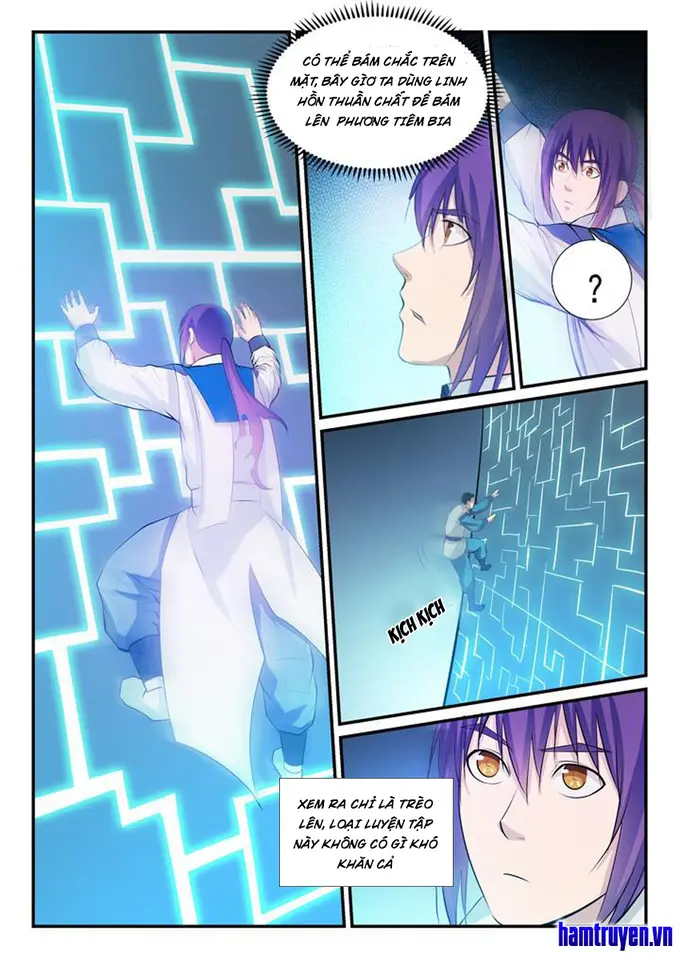 CÓ THỂ BÁM CHẮC TRÊN
MẶT, BÂY GIỜ TA DÙNG LINH
HỒN THUẦN CHẤT ĐỂ BÁM
LÊN PHƯƠNG TIÊM BIA
?
KỊCH KỊCH
XEM RA CHỈ LÀ TRÈO
LÊN, LOẠI LUYỆN TẬP
NÀY KHÔNG CÓ GÌ KHÓ
KHĂN CẢ
hamtruyen.vn